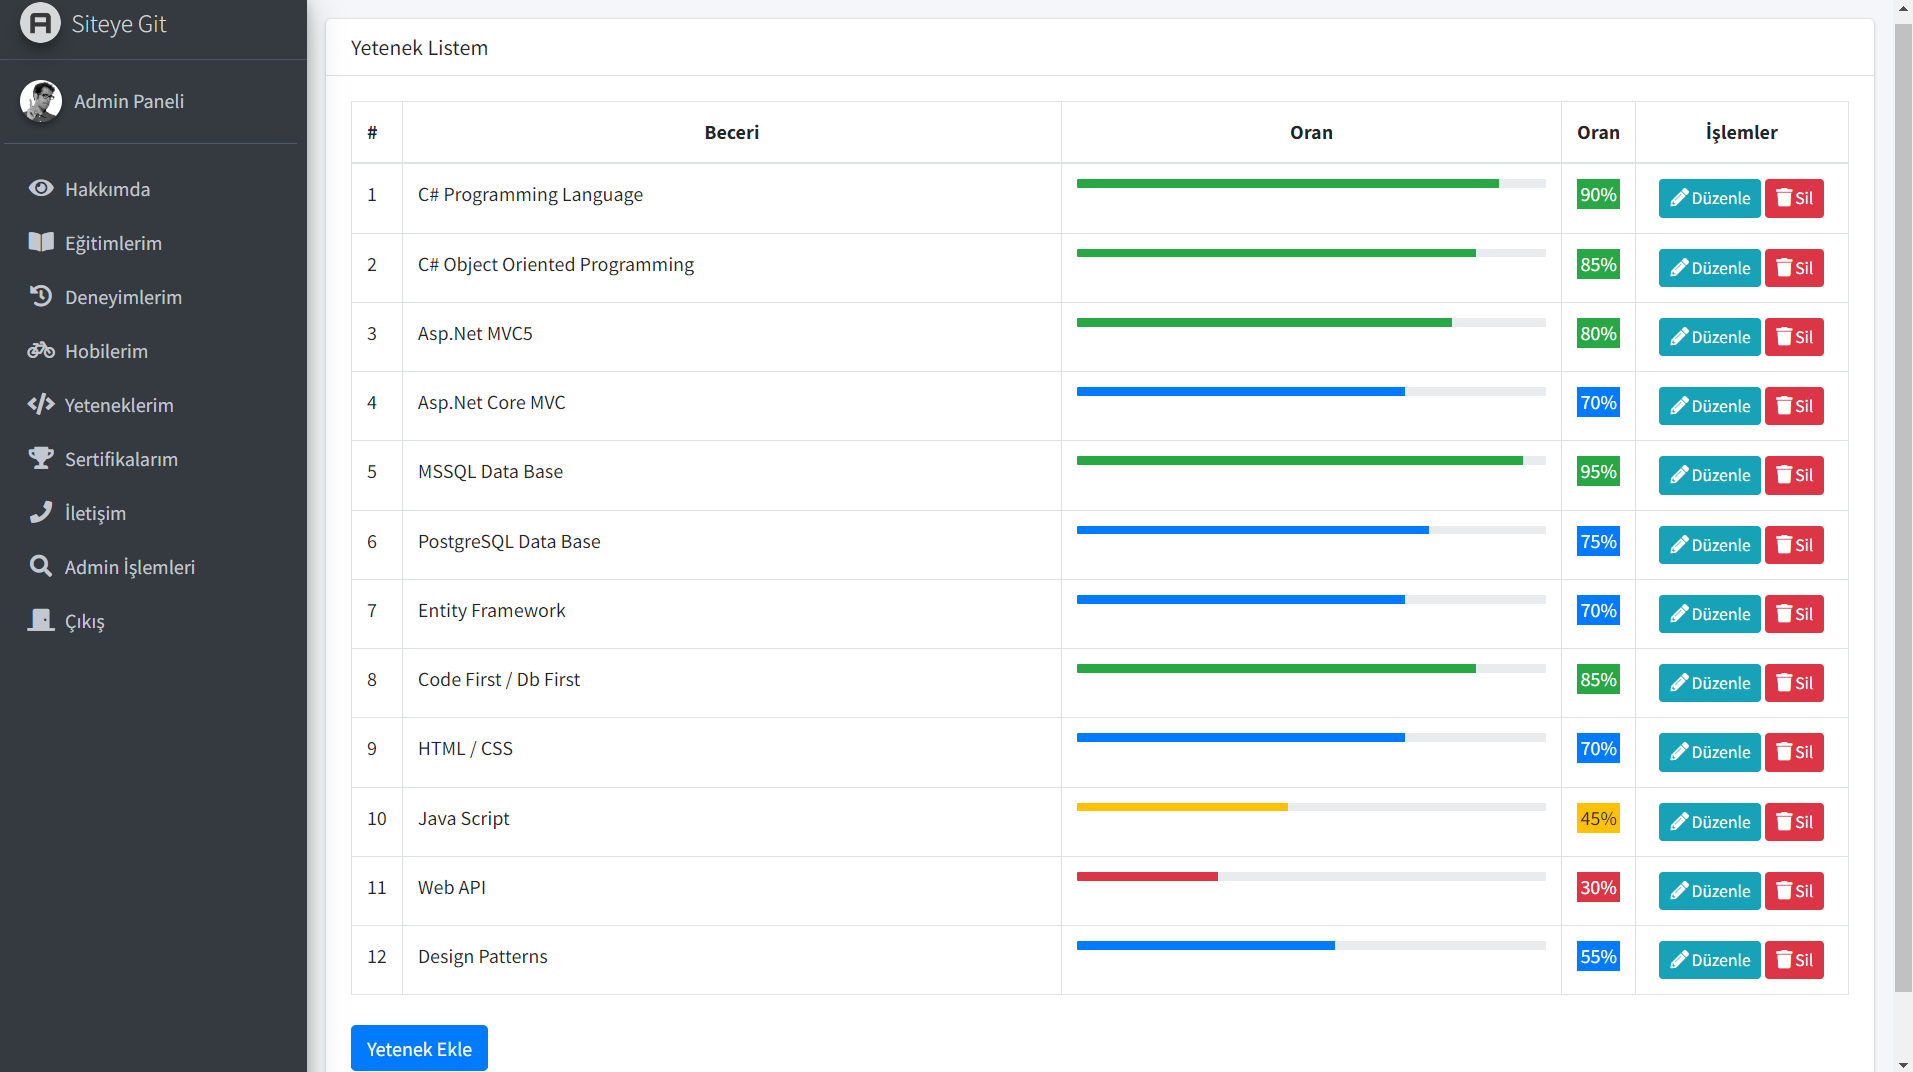 Siteye Git
Admin Paneli
Hakkımda
Eğitimlerim
Deneyimlerim
Hobilerim
Yeteneklerim
Sertifikalarım
İletişim
Admin İşlemleri
Çıkış
Yetenek Listem
# Beceri Oran Oran İşlemler
1 C# Programming Language 90% Düzenle Sil
2 C# Object Oriented Programming 85% Düzenle Sil
3 Asp.Net MVC5 80% Düzenle Sil
4 Asp.Net Core MVC 70% Düzenle Sil
5 MSSQL Data Base 95% Düzenle Sil
6 PostgreSQL Data Base 75% Düzenle Sil
7 Entity Framework 70% Düzenle Sil
8 Code First / Db First 85% Düzenle Sil
9 HTML / CSS 70% Düzenle Sil
10 Java Script 45% Düzenle Sil
11 Web API 30% Düzenle Sil
12 Design Patterns 55% Düzenle Sil
Yetenek Ekle